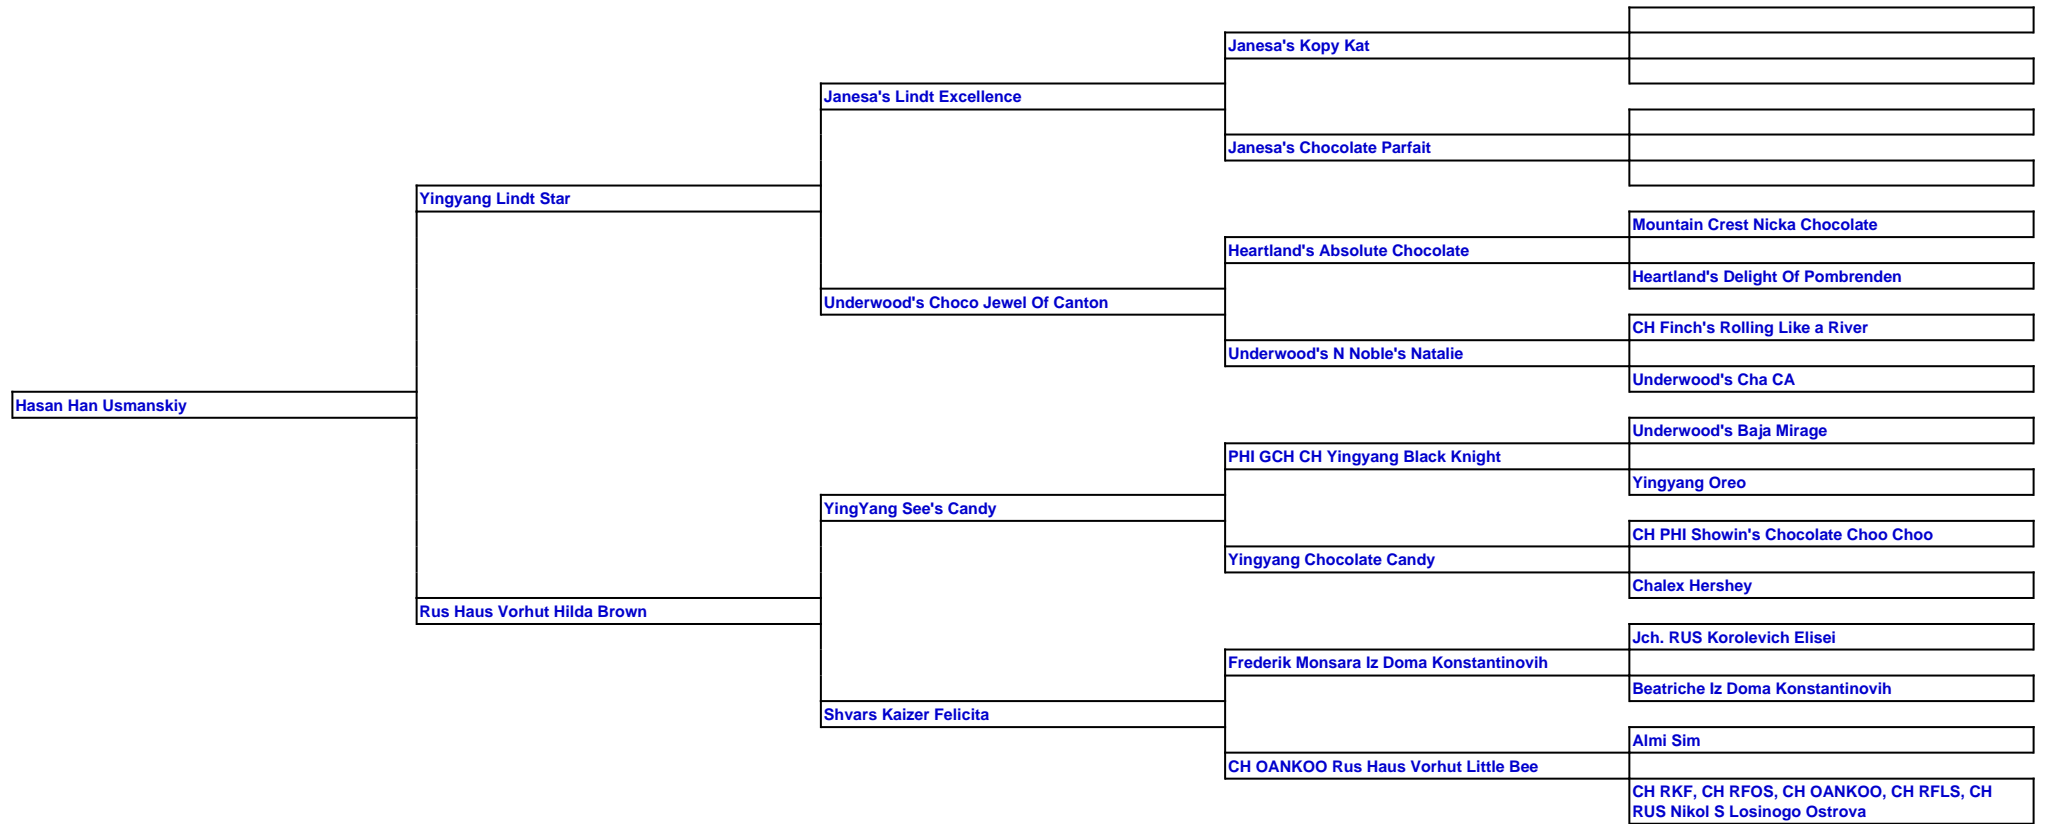 Janesa's Kopy Kat
Janesa's Lindt Excellence
Janesa's Chocolate Parfait
Yingyang Lindt Star
Mountain Crest Nicka Chocolate
Heartland's Absolute Chocolate
Heartland's Delight Of Pombrenden
Underwood's Choco Jewel Of Canton
CH Finch's Rolling Like a River
Underwood's N Noble's Natalie
Underwood's Cha CA
Hasan Han Usmanskiy
Underwood's Baja Mirage
PHI GCH CH Yingyang Black Knight
Yingyang Oreo
YingYang See's Candy
CH PHI Showin's Chocolate Choo Choo
Yingyang Chocolate Candy
Chalex Hershey
Rus Haus Vorhut Hilda Brown
Jch. RUS Korolevich Elisei
Frederik Monsara Iz Doma Konstantinovih
Beatriche Iz Doma Konstantinovih
Shvars Kaizer Felicita
Almi Sim
CH OANKOO Rus Haus Vorhut Little Bee
CH RKF, CH RFOS, CH OANKOO, CH RFLS, CH
RUS Nikol S Losinogo Ostrova